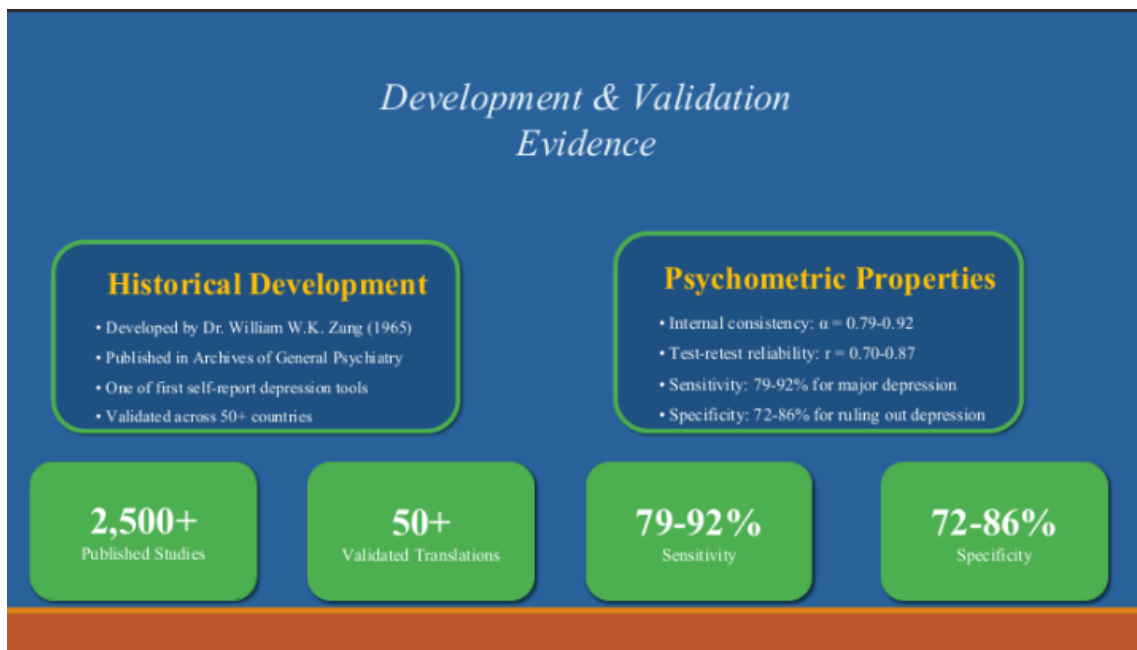 Development & Validation
Evidence
Historical Development
• Developed by Dr. William W.K. Zung (1965)
• Published in Archives of General Psychiatry
• One of first self-report depression tools
• Validated across 50+ countries
Psychometric Properties
• Internal consistency: α = 0.79-0.92
• Test-retest reliability: r = 0.70-0.87
• Sensitivity: 79-92% for major depression
• Specificity: 72-86% for ruling out depression
2,500+
Published Studies
50+
Validated Translations
79-92%
Sensitivity
72-86%
Specificity